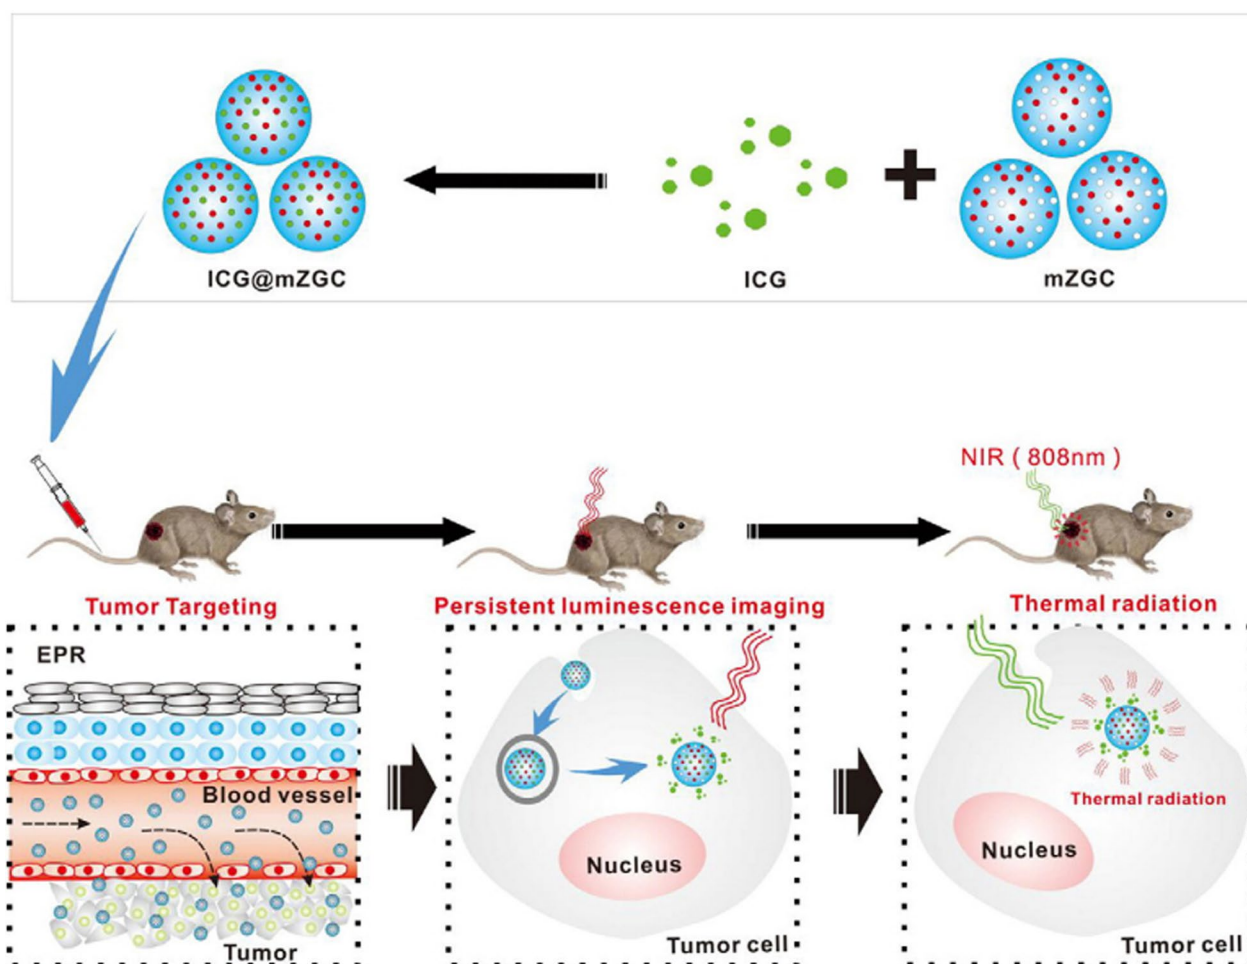 ICG@mZGC
ICG
mZGC
NIR ( 808nm )
Tumor Targeting
Persistent luminescence imaging
Thermal radiation
EPR
Blood vessel
Tumor
Nucleus
Tumor cell
Thermal radiation
Nucleus
Tumor cell